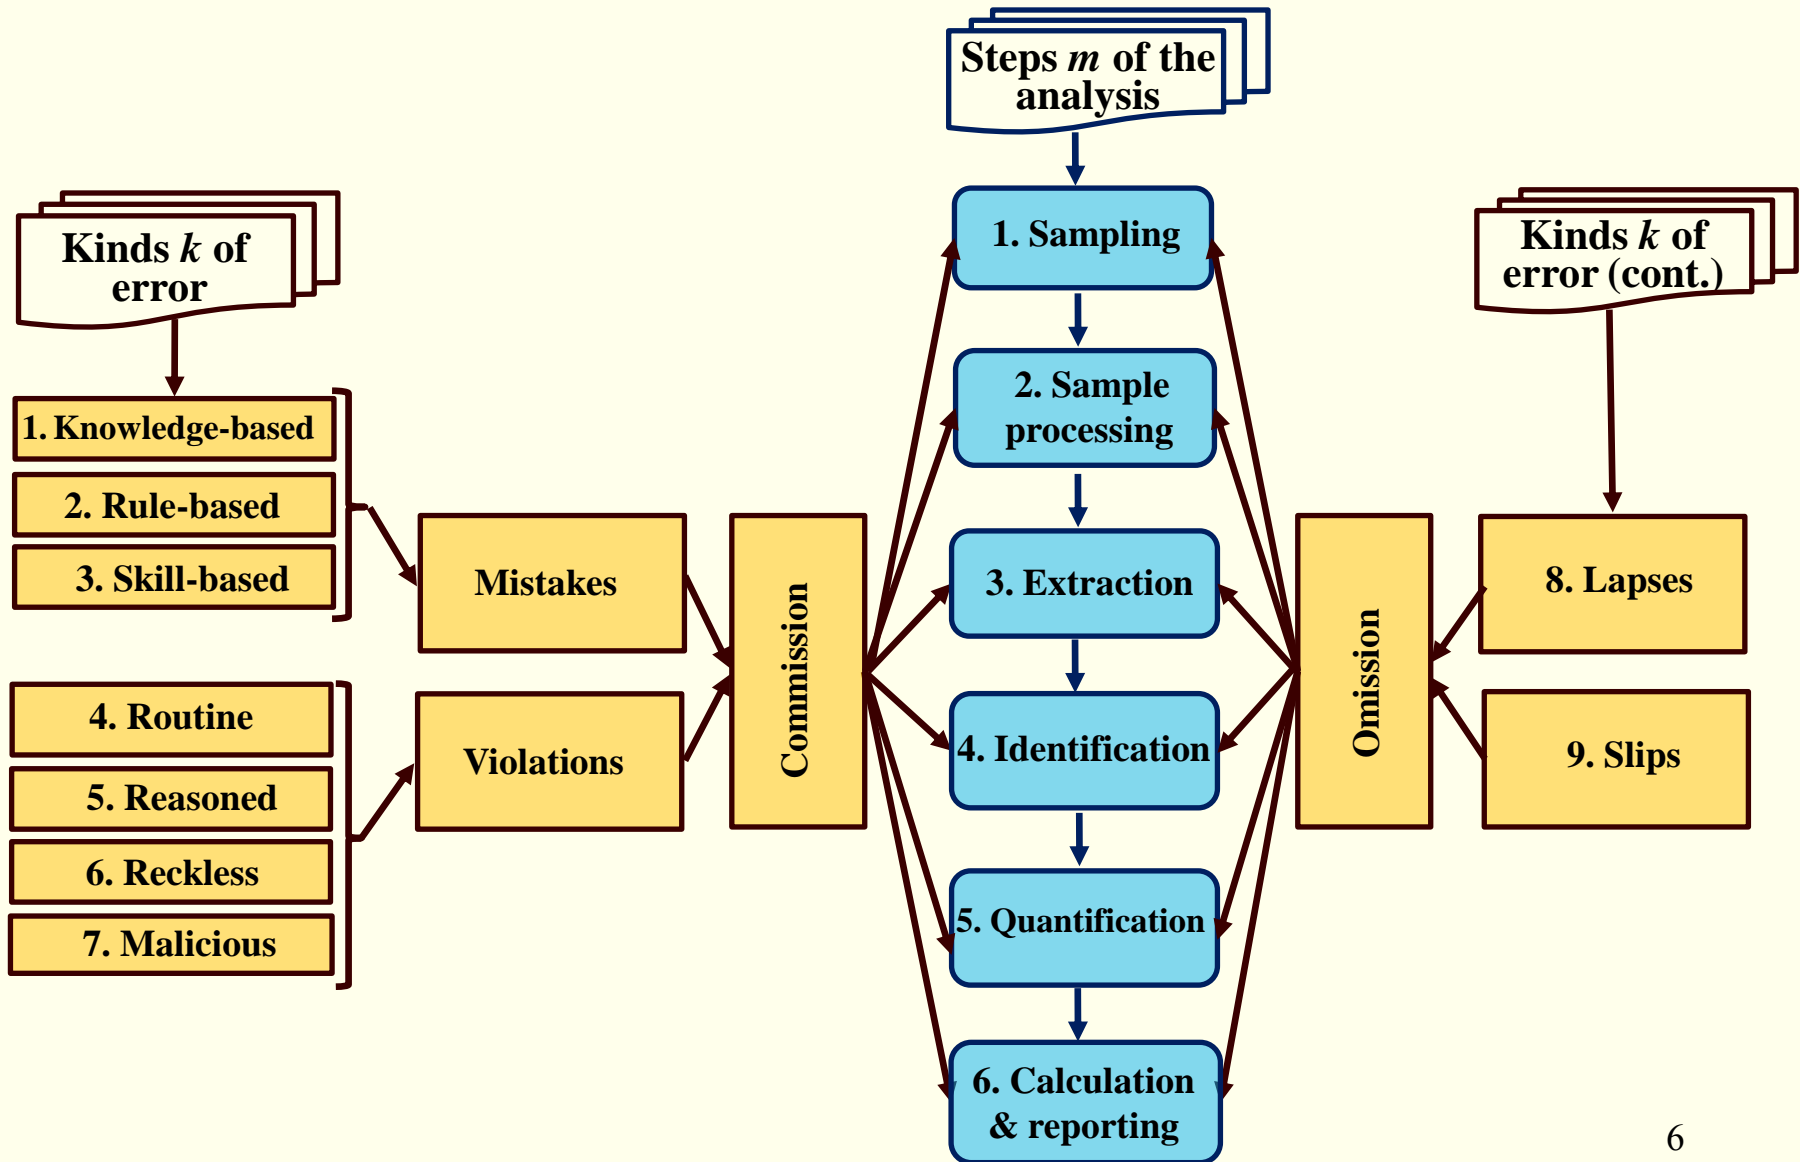 Steps m of the
analysis
Kinds k of
error
1. Knowledge-based
2. Rule-based
3. Skill-based
4. Routine
5. Reasoned
6. Reckless
7. Malicious
Mistakes
Violations
Commission
1. Sampling
2. Sample
processing
3. Extraction
4. Identification
5. Quantification
6. Calculation
& reporting
Omission
Kinds k of
error (cont.)
8. Lapses
9. Slips
6